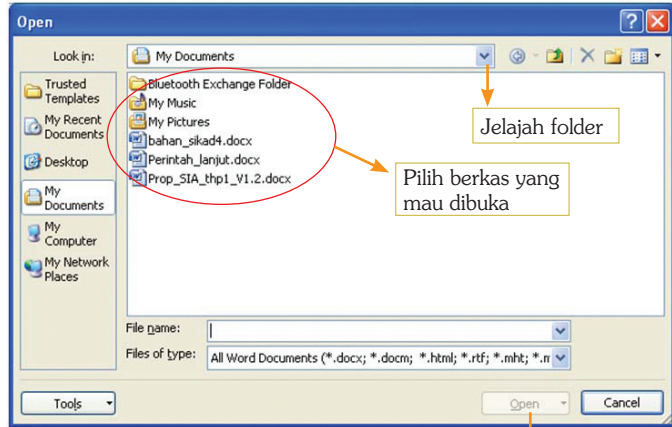 Open
Look in:
My Documents
Trusted
Templates
My Recent
Documents
Desktop
My
Documents
My
Computer
My Network
Places
Bluetooth Exchange Folder
My Music
My Pictures
bahan_sikad4.docx
Perintah_lanjut.docx
Prop_SIA_thp1_V1.2.docx
Jelajah folder
Pilih berkas yang
mau dibuka
File name:
Files of type:
All Word Documents (*.docx; *.docm; *.html; *.rtf; *.mht; *.m
Tools
Open
Cancel